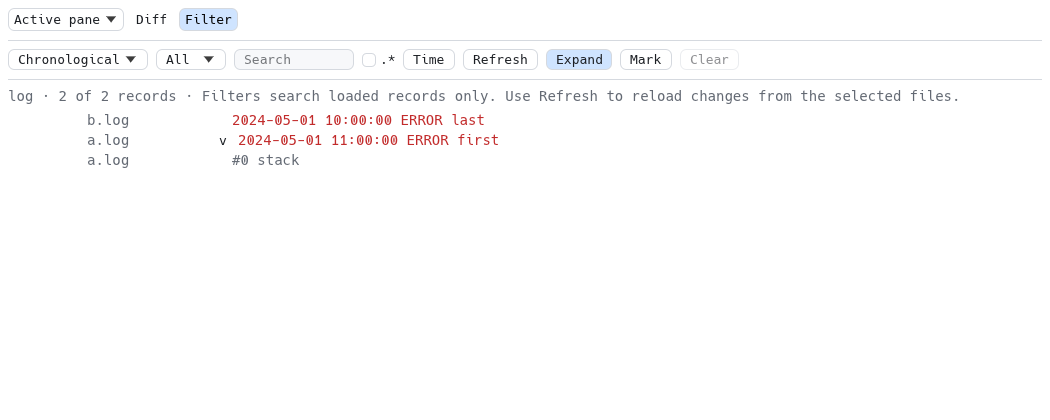 Active pane Diff Filter
Chronological All Search .* Time Refresh Expand Mark Clear
log · 2 of 2 records · Filters search loaded records only. Use Refresh to reload changes from the selected files.
b.log 2024-05-01 10:00:00 ERROR last
a.log v 2024-05-01 11:00:00 ERROR first
a.log #0 stack